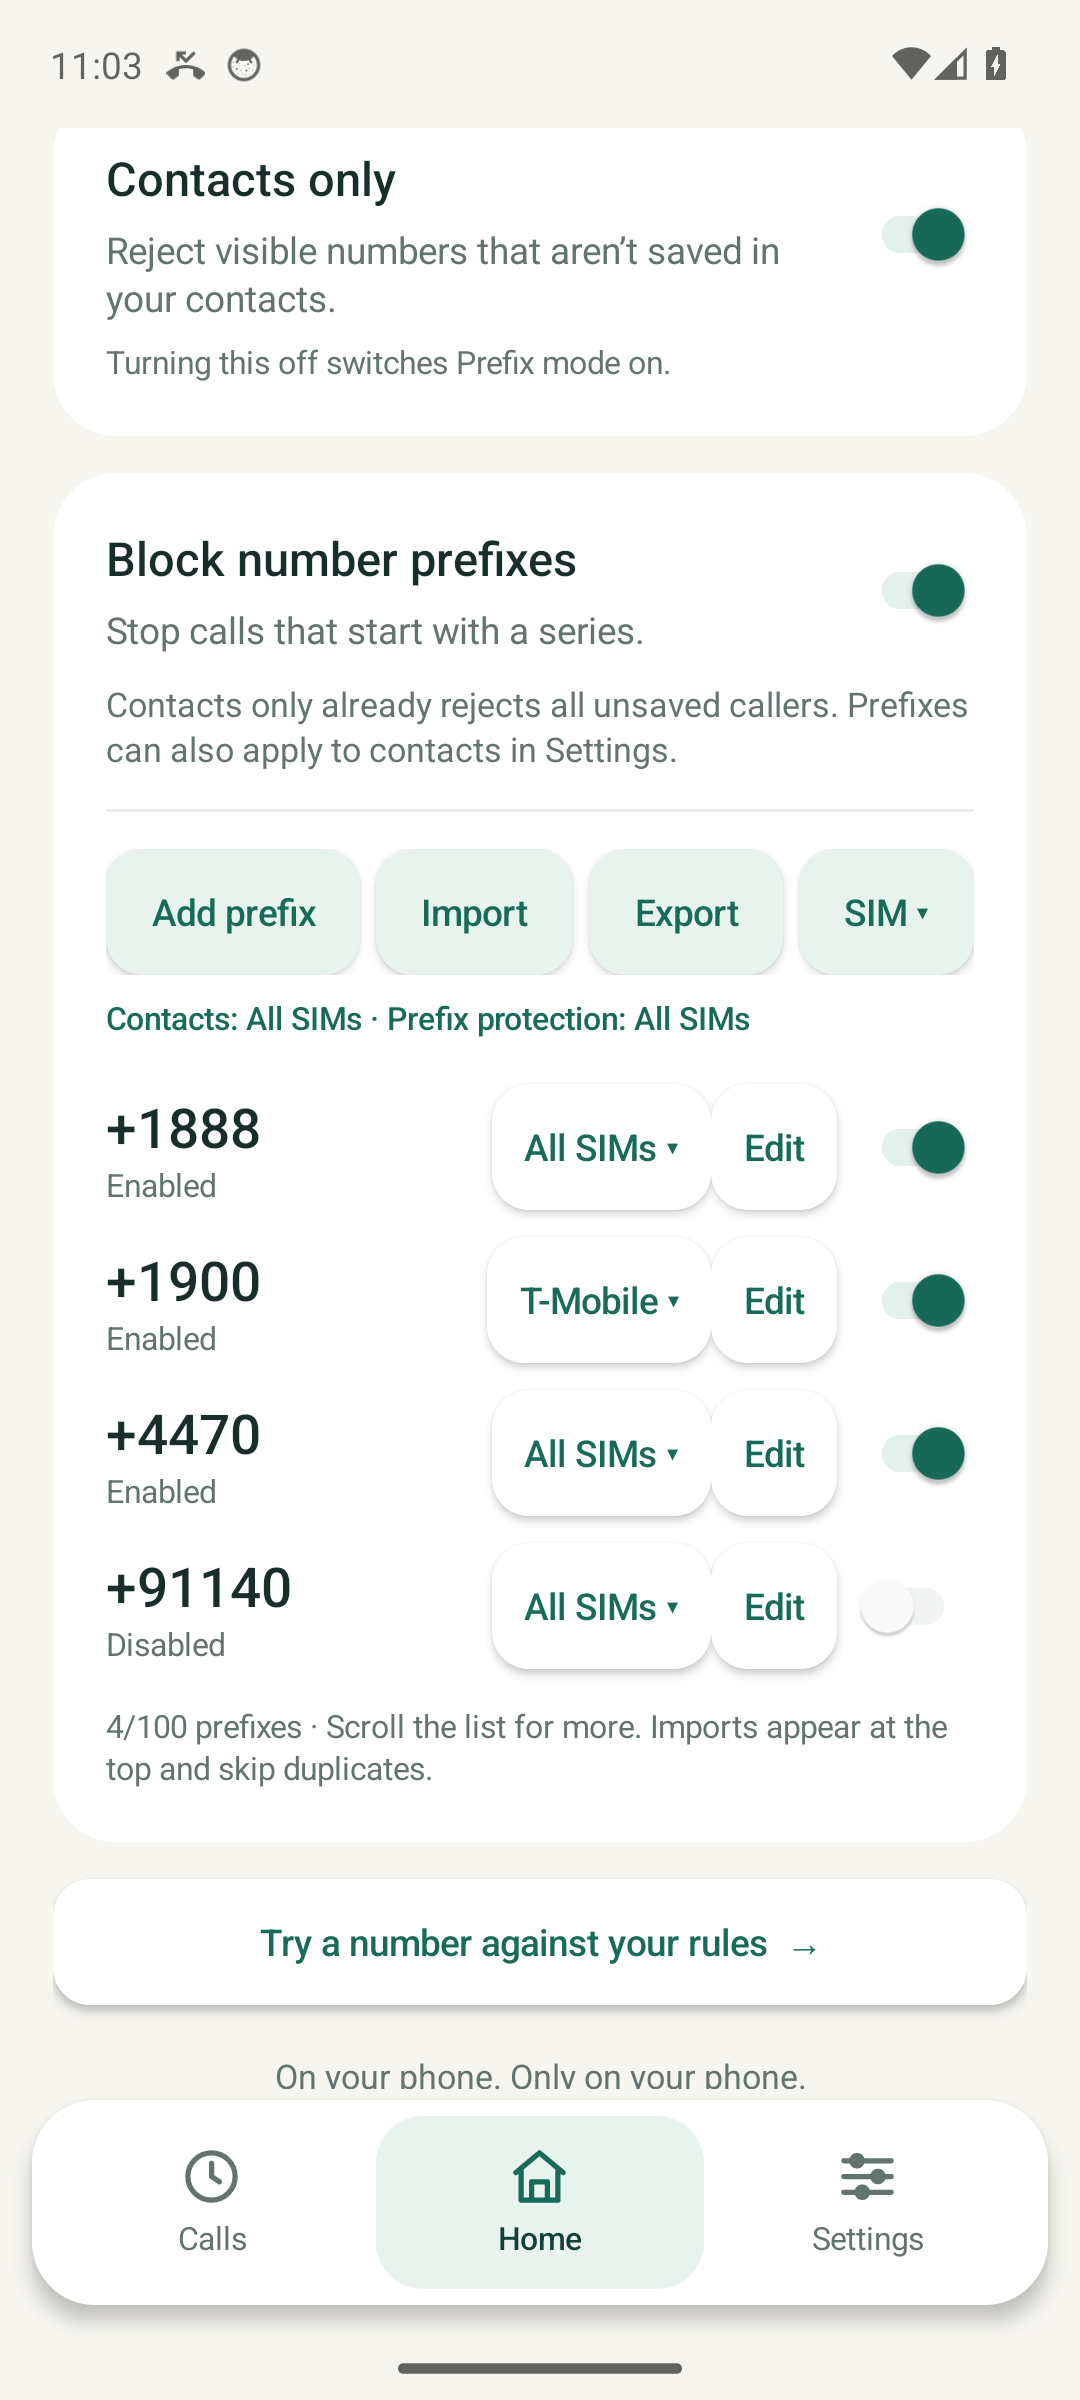 11:03
Contacts only
Reject visible numbers that aren’t saved in
your contacts.
Turning this off switches Prefix mode on.
Block number prefixes
Stop calls that start with a series.
Contacts only already rejects all unsaved callers. Prefixes
can also apply to contacts in Settings.
Add prefix Import Export SIM ▾
Contacts: All SIMs · Prefix protection: All SIMs
+1888
Enabled
All SIMs ▾ Edit
+1900
Enabled
T-Mobile ▾ Edit
+4470
Enabled
All SIMs ▾ Edit
+91140
Disabled
All SIMs ▾ Edit
4/100 prefixes · Scroll the list for more. Imports appear at the
top and skip duplicates.
Try a number against your rules →
On your phone. Only on your phone.
Calls Home Settings